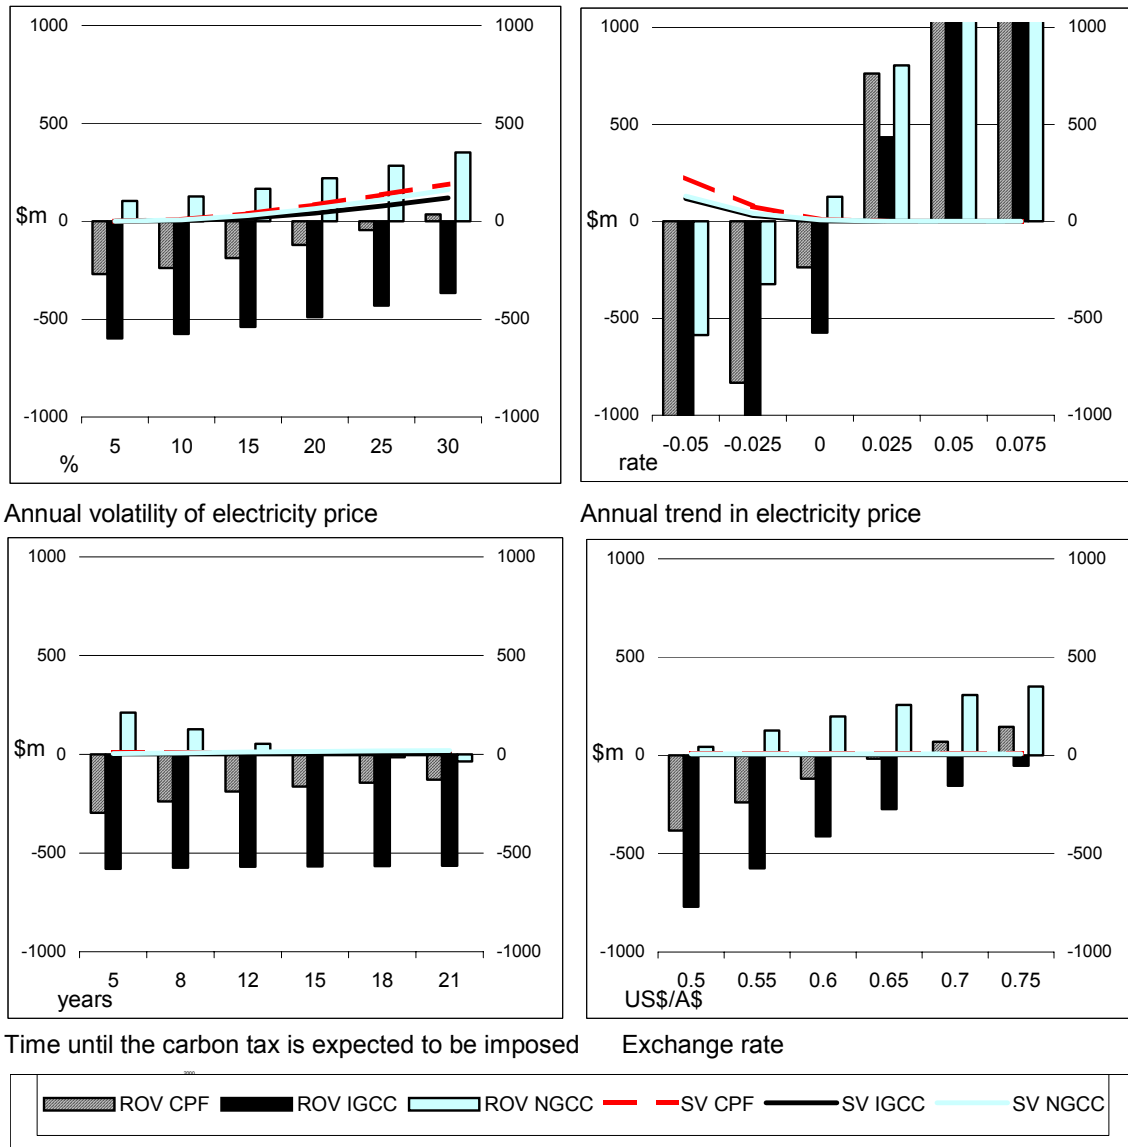 1000 1000 1000 1000
500 500 500 500
$m 0 0 $m 0 0
-500 -500 -500 -500
-1000 -1000 -1000 -1000
5 10 15 20 25 30 -0.05 -0.025 0 0.025 0.05 0.075
% rate
Annual volatility of electricity price Annual trend in electricity price
1000 1000 1000 1000
500 500 500 500
$m 0 0 $m 0 0
-500 -500 -500 -500
-1000 -1000 -1000 -1000
5 8 12 15 18 21 0.5 0.55 0.6 0.65 0.7 0.75
years US$/A$
Time until the carbon tax is expected to be imposed Exchange rate
ROV CPF ROV IGCC ROV NGCC SV CPF SV IGCC SV NGCC